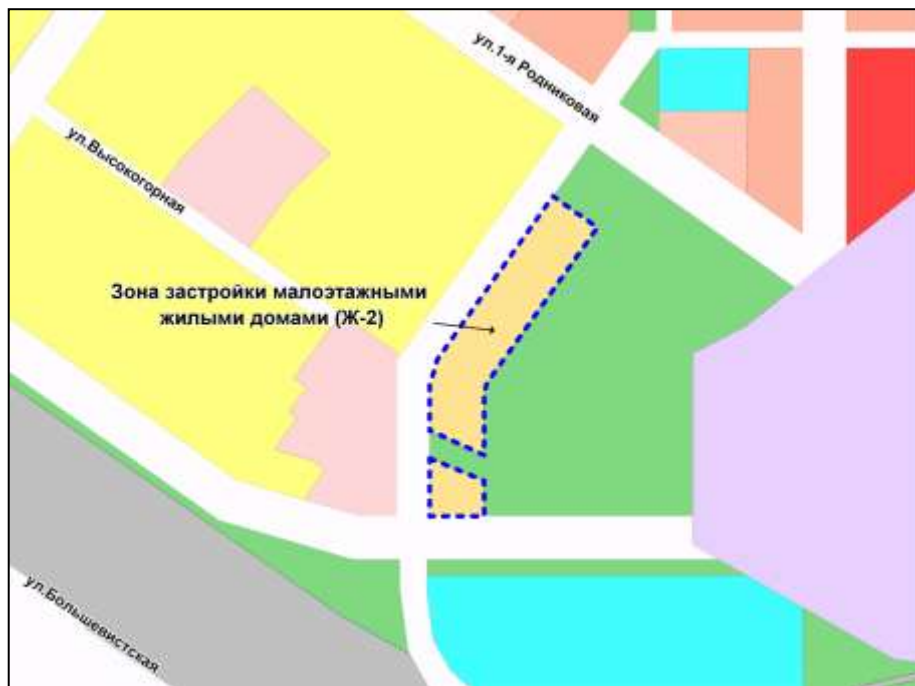 ул.1-я Родниковая
ул.Высокогорная
Зона застройки малоэтажными
жилыми домами (Ж-2)
ул.Большевистская